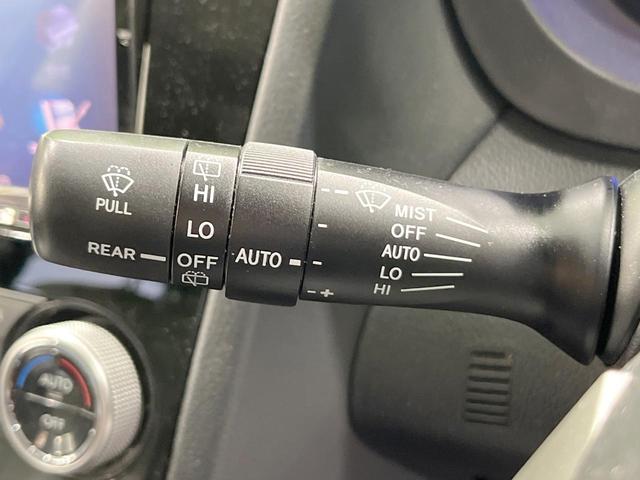 PULL
REAR
HI
LO
OFF
AUTO
- -
-
-
- +
MIST
OFF
AUTO
LO
HI
AUTO
OFF